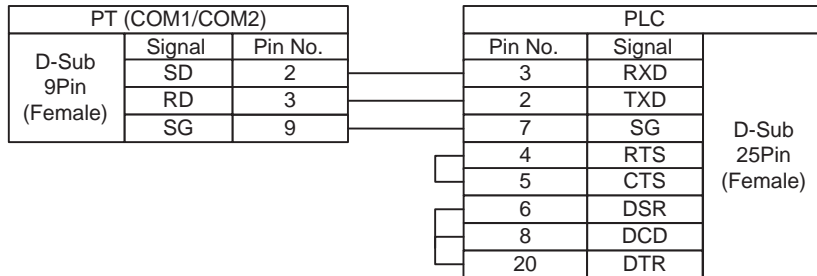 PT (COM1/COM2)
D-Sub
9Pin
(Female)
Signal Pin No.
SD 2
RD 3
SG 9
PLC
Pin No. Signal
3 RXD
2 TXD
7 SG
4 RTS
5 CTS
6 DSR
8 DCD
20 DTR
D-Sub
25Pin
(Female)